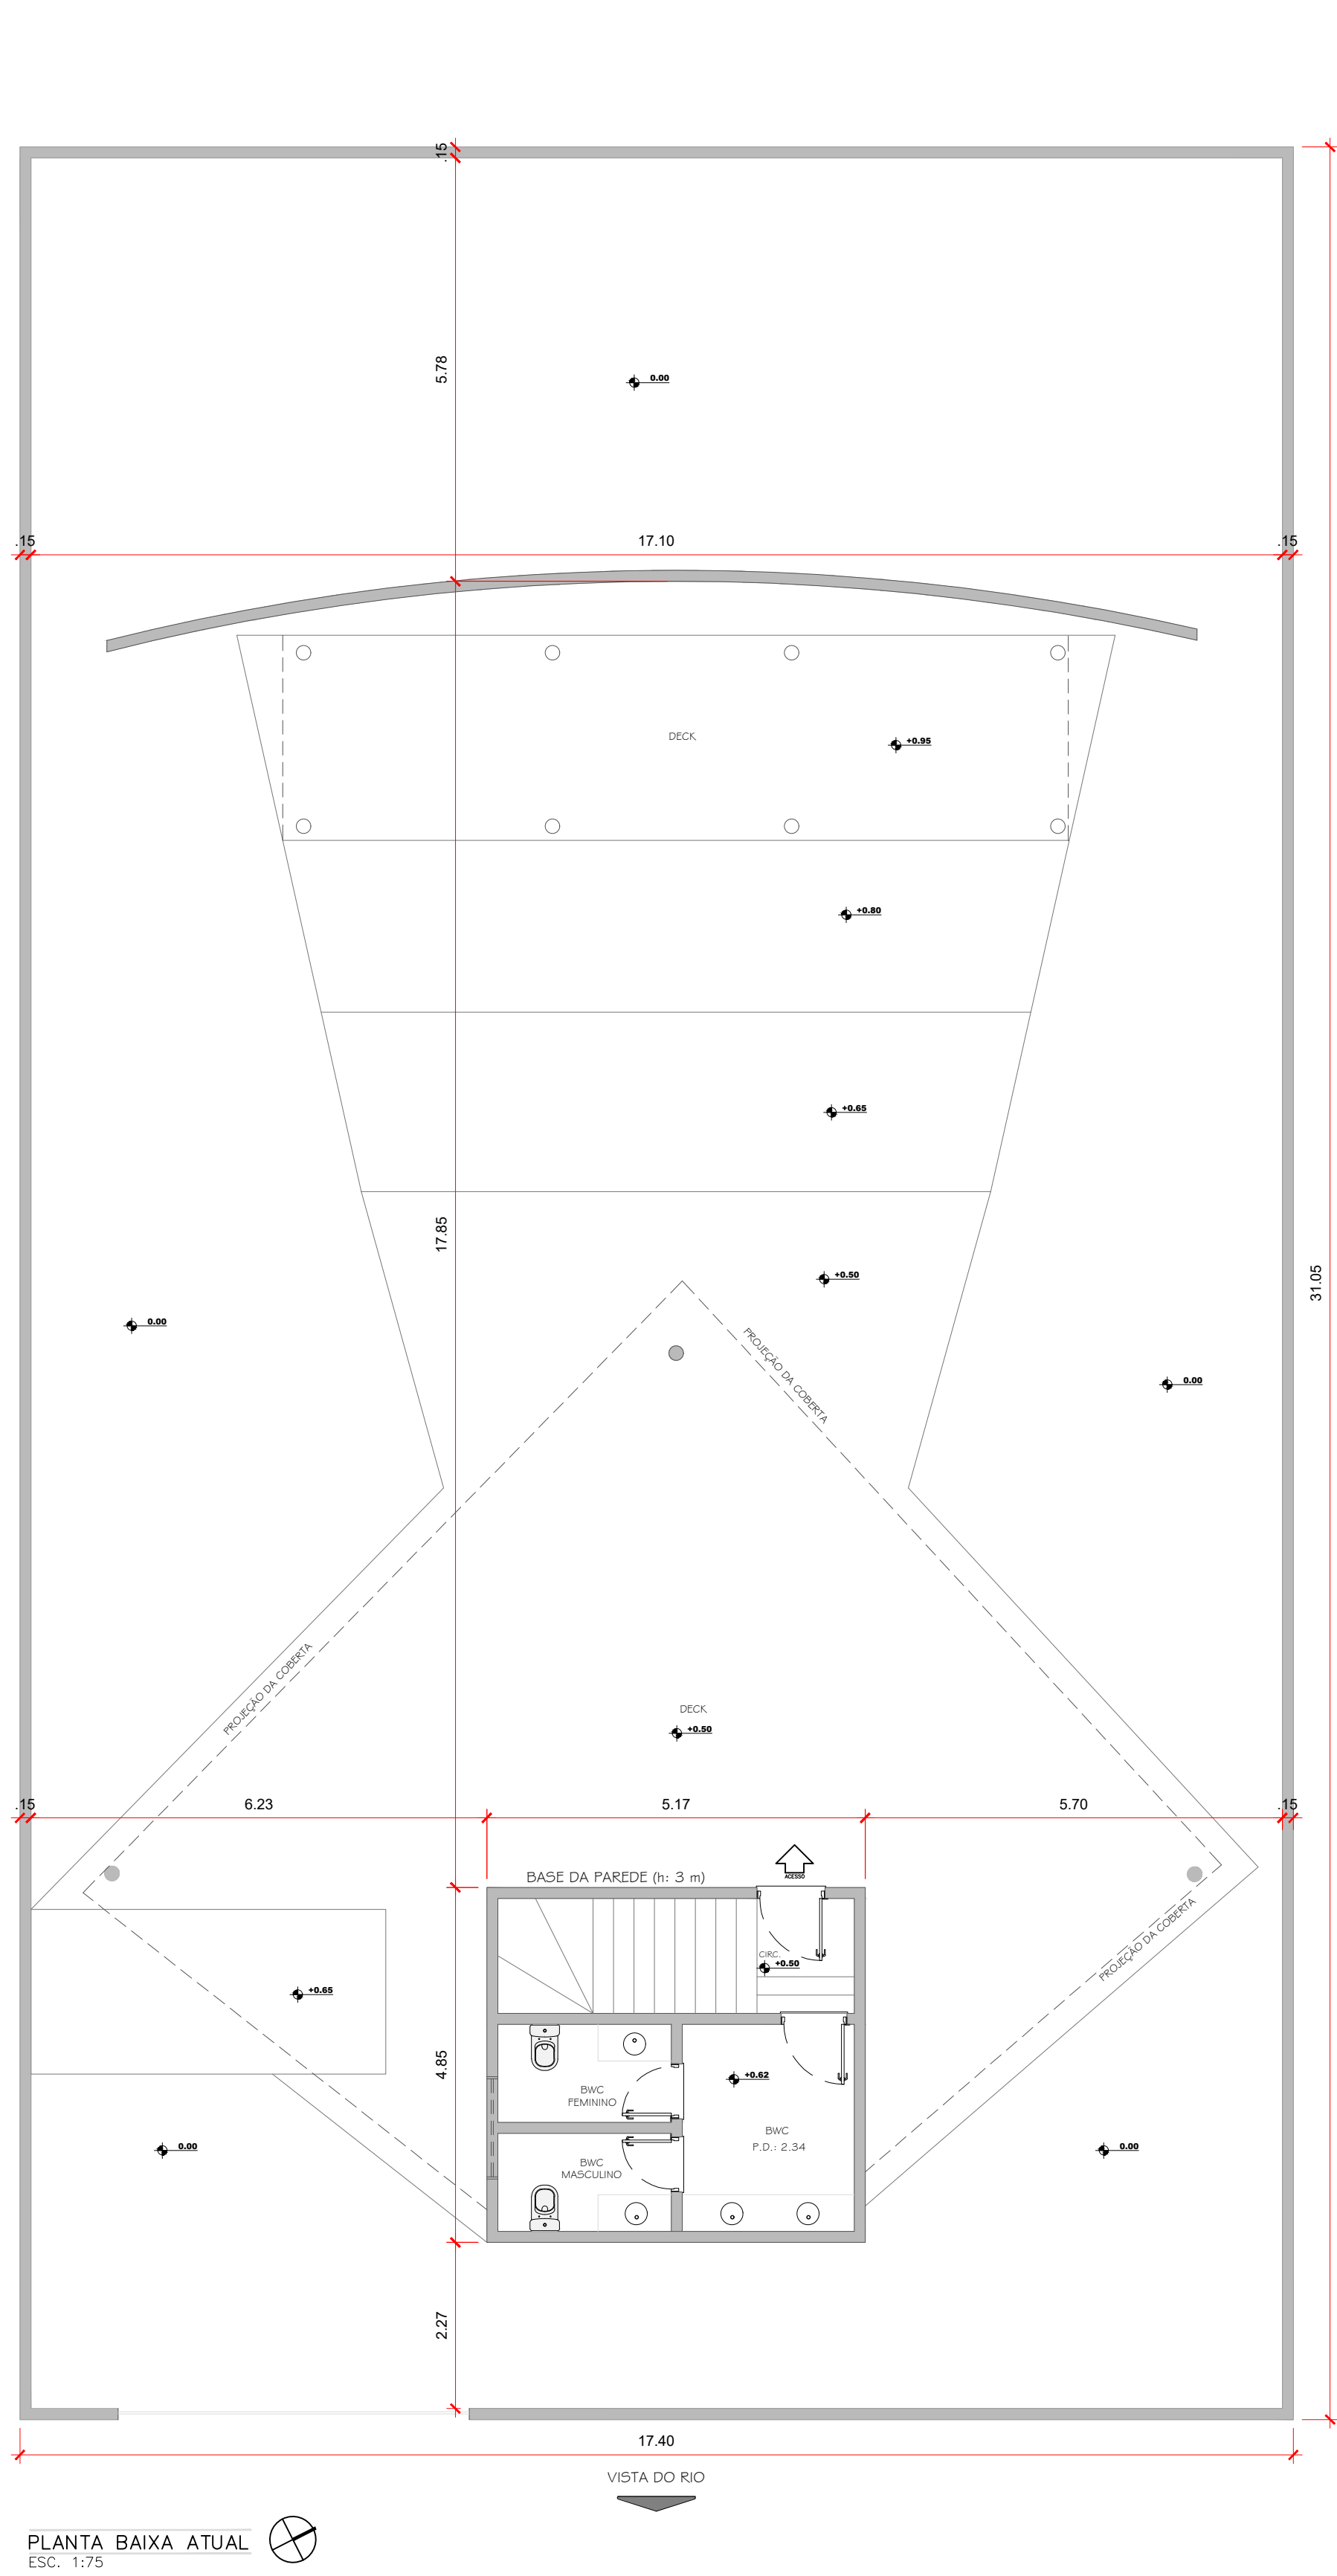 .15
5.78
0.00
.15
17.10
.15
DECK
+0.95
+0.80
+0.65
17.85
+0.50
31.05
0.00
PROJEÇÃO DA COBERTA
0.00
PROJEÇÃO DA COBERTA
DECK
+0.50
.15
6.23
5.17
5.70
.15
BASE DA PAREDE (h: 3 m)
ACESSO
PROJEÇÃO DA COBERTA
CIRC.
+0.50
+0.65
4.85
+0.62
BWC
FEMININO
BWC
P.D.: 2.34
0.00
0.00
BWC
MASCULINO
2.27
17.40
VISTA DO RIO
PLANTA BAIXA ATUAL
ESC. 1:75